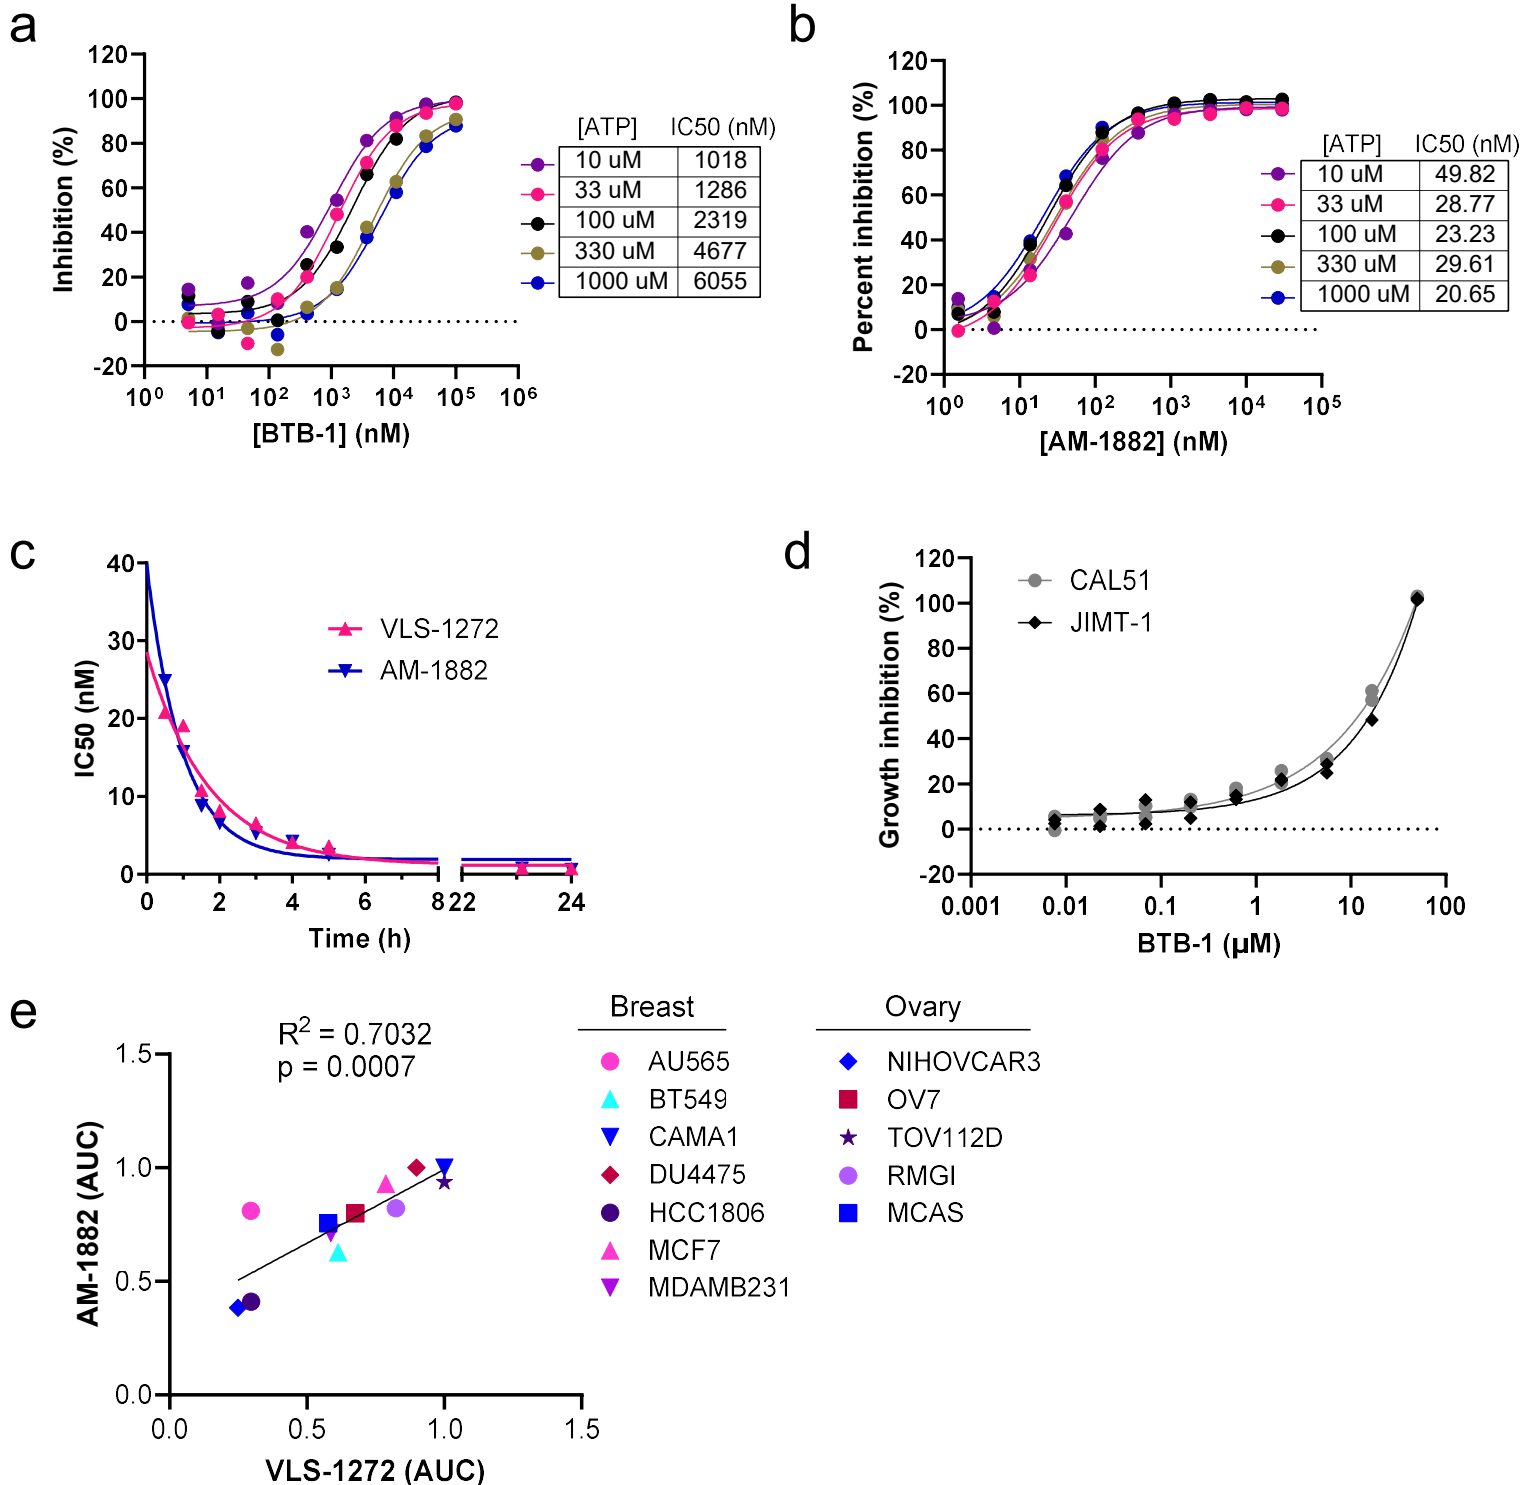 a
120
100
80
60
40
20
0
-20
Inhibition (%)
10⁰ 10¹ 10² 10³ 10⁴ 10⁵ 10⁶
[BTB-1] (nM)
[ATP] IC50 (nM)
10 uM 1018
33 uM 1286
100 uM 2319
330 uM 4677
1000 uM 6055
b
120
100
80
60
40
20
0
-20
Percent inhibition (%)
10⁰ 10¹ 10² 10³ 10⁴ 10⁵
[AM-1882] (nM)
[ATP] IC50 (nM)
10 uM 49.82
33 uM 28.77
100 uM 23.23
330 uM 29.61
1000 uM 20.65
c
40
30
20
10
0
IC50 (nM)
0 2 4 6 8 22 24
Time (h)
VLS-1272
AM-1882
d
120
100
80
60
40
20
0
-20
Growth inhibition (%)
0.001 0.01 0.1 1 10 100
BTB-1 (µM)
CAL51
JIMT-1
e
R² = 0.7032
p = 0.0007
1.5
1.0
0.5
0.0
AM-1882 (AUC)
0.0 0.5 1.0 1.5
VLS-1272 (AUC)
Breast
AU565
BT549
CAMA1
DU4475
HCC1806
MCF7
MDAMB231
Ovary
NIHOVCAR3
OV7
TOV112D
RMGI
MCAS